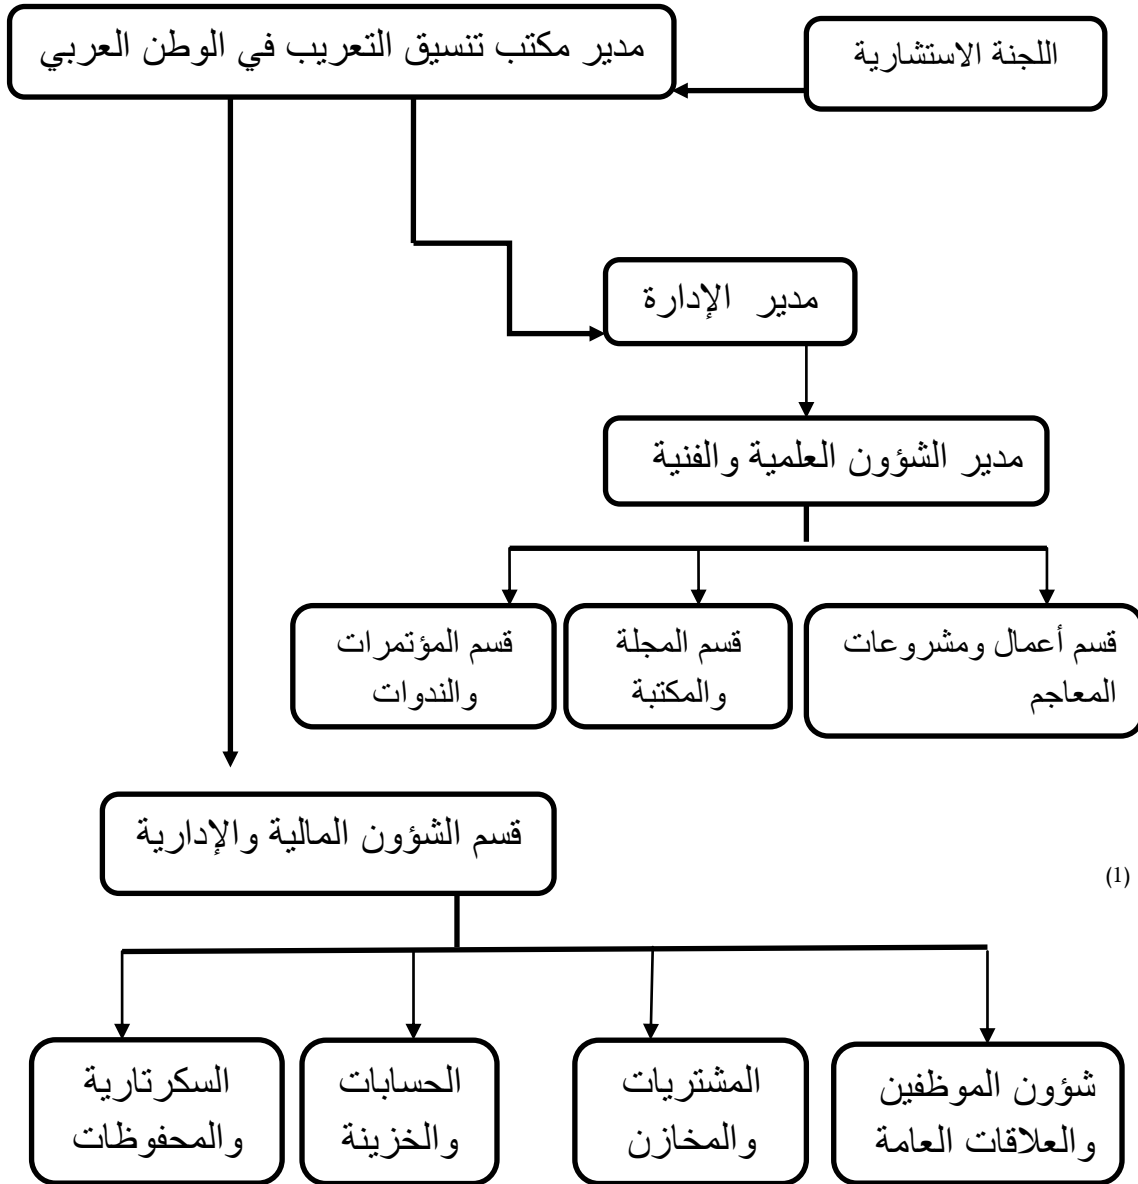 اللجنة الاستشارية
مدير مكتب تنسيق التعريب في الوطن العربي
مدير الإدارة
مدير الشؤون العلمية والفنية
قسم أعمال ومشروعات
المعاجم
قسم المجلة
والمكتبة
قسم المؤتمرات
والندوات
قسم الشؤون المالية والإدارية
(1)
شؤون الموظفين
والعلاقات العامة
المشتريات
والمخازن
الحسابات
والخزينة
السكرتارية
والمحفوظات